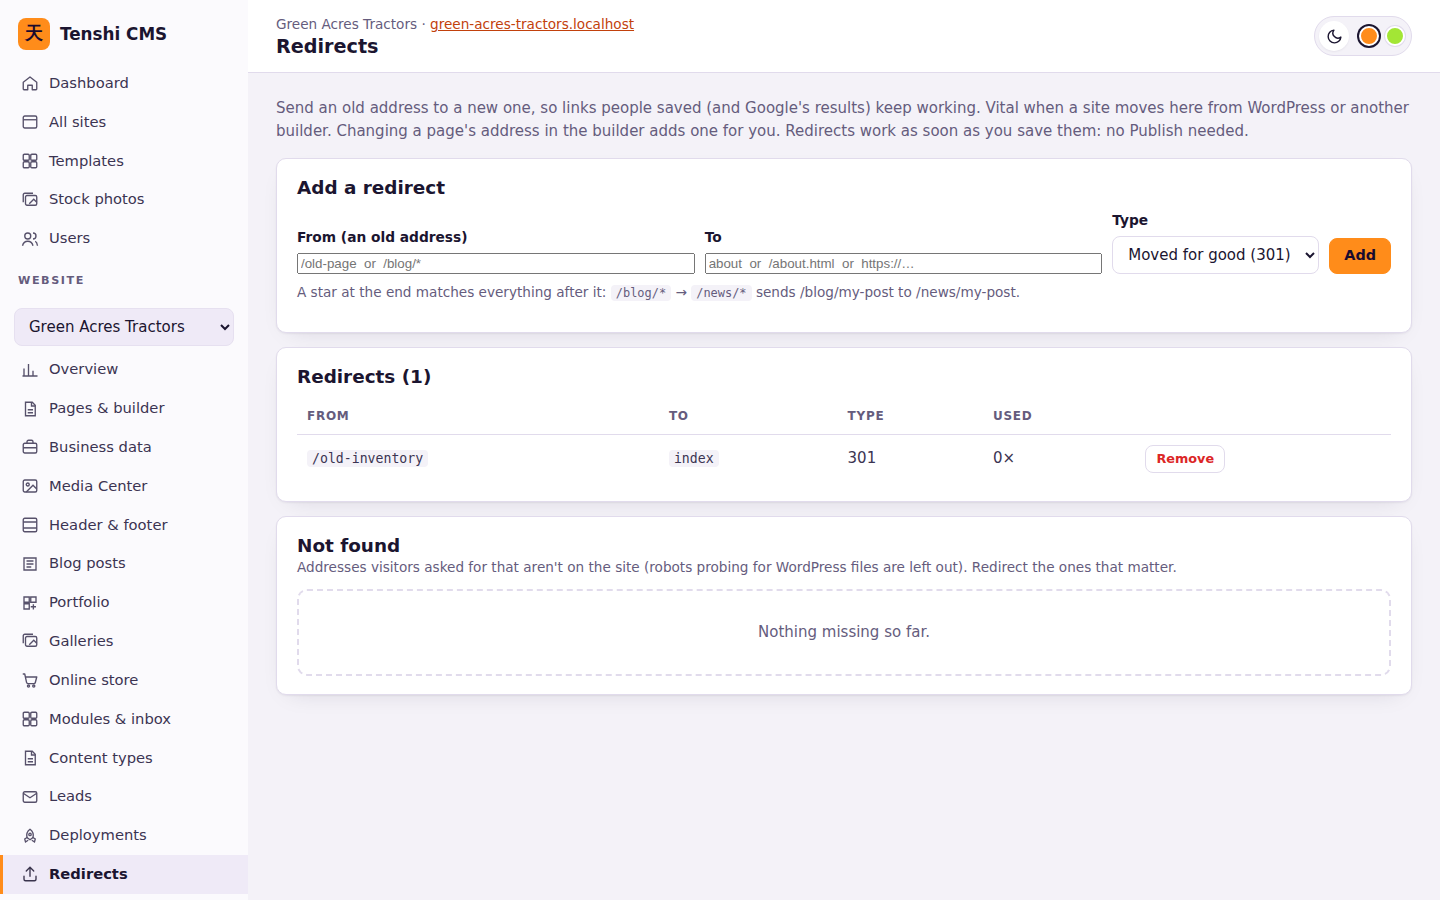 天 Tenshi CMS
Dashboard
All sites
Templates
Stock photos
Users
WEBSITE
Green Acres Tractors
Overview
Pages & builder
Business data
Media Center
Header & footer
Blog posts
Portfolio
Galleries
Online store
Modules & inbox
Content types
Leads
Deployments
Redirects
Green Acres Tractors · green-acres-tractors.localhost
Redirects
Send an old address to a new one, so links people saved (and Google's results) keep working. Vital when a site moves here from WordPress or another
builder. Changing a page's address in the builder adds one for you. Redirects work as soon as you save them: no Publish needed.
Add a redirect
From (an old address) To Type
/old-page or /blog/* about or /about.html or https://… Moved for good (301) Add
A star at the end matches everything after it: /blog/* → /news/* sends /blog/my-post to /news/my-post.
Redirects (1)
FROM TO TYPE USED
/old-inventory index 301 0× Remove
Not found
Addresses visitors asked for that aren't on the site (robots probing for WordPress files are left out). Redirect the ones that matter.
Nothing missing so far.